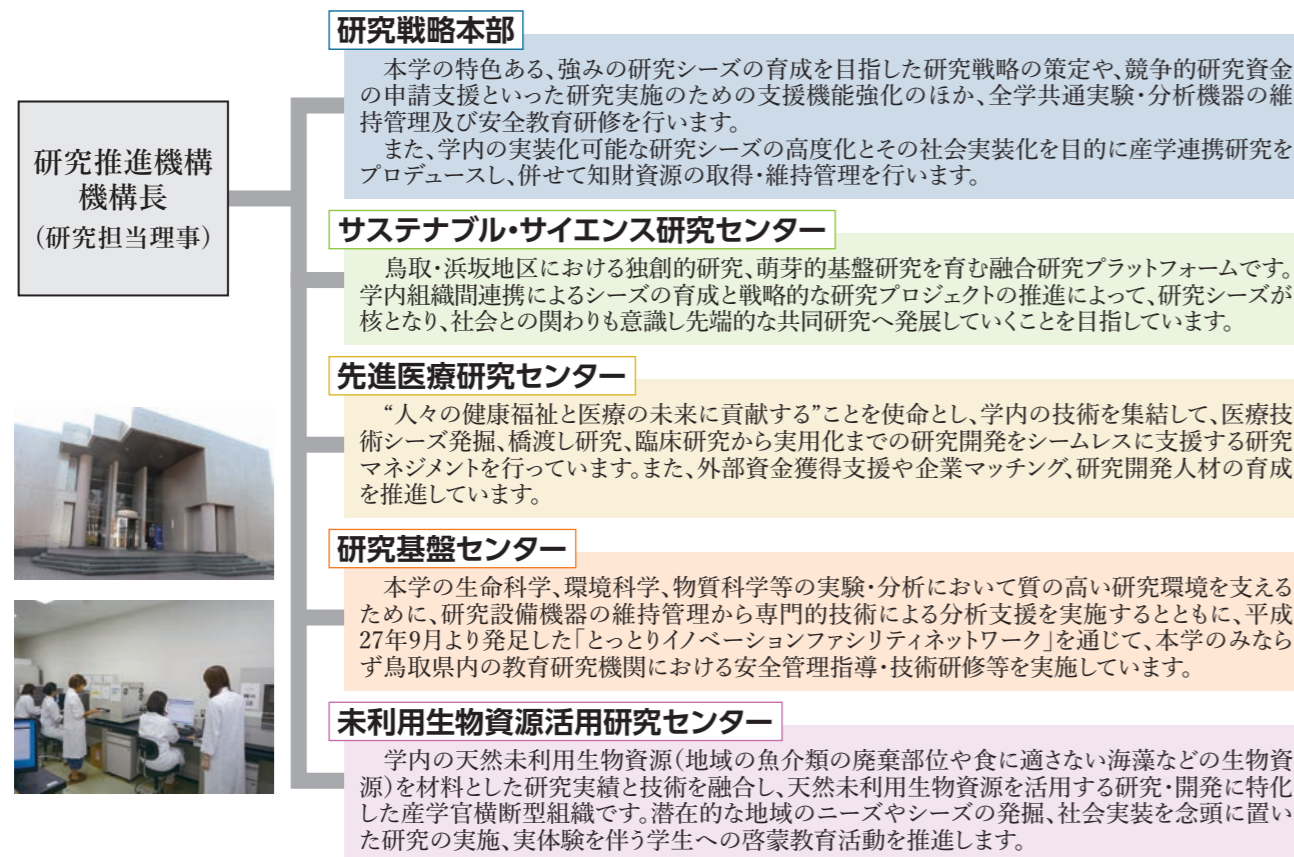 研究推進機構
機構長
（研究担当理事）
研究戦略本部
本学の特色ある、強みの研究シーズの育成を目指した研究戦略の策定や、競争的研究資金
の申請支援といった研究実施のための支援機能強化のほか、全学共通実験・分析機器の維
持管理及び安全教育研修を行います。
また、学内の実装化可能な研究シーズの高度化とその社会実装化を目的に産学連携研究を
プロデュースし、併せて知財資源の取得・維持管理を行います。
サステナブル・サイエンス研究センター
鳥取・浜坂地区における独創的研究、萌芽的基盤研究を育む融合研究プラットフォームです。
学内組織間連携によるシーズの育成と戦略的な研究プロジェクトの推進によって、研究シーズが
核となり、社会との関わりも意識し先端的な共同研究へ発展していくことを目指しています。
先進医療研究センター
“人々の健康福祉と医療の未来に貢献する”ことを使命とし、学内の技術を集結して、医療技
術シーズ発掘、橋渡し研究、臨床研究から実用化までの研究開発をシームレスに支援する研究
マネジメントを行っています。また、外部資金獲得支援や企業マッチング、研究開発人材の育成
を推進しています。
研究基盤センター
本学の生命科学、環境科学、物質科学等の実験・分析において質の高い研究環境を支える
ために、研究設備機器の維持管理から専門的技術による分析支援を実施するとともに、平成
27年9月より発足した「とっとりイノベーションファシリティネットワーク」を通じて、本学のみなら
ず鳥取県内の教育研究機関における安全管理指導・技術研修等を実施しています。
未利用生物資源活用研究センター
学内の天然未利用生物資源（地域の魚介類の廃棄部位や食に適さない海藻などの生物資
源）を材料とした研究実績と技術を融合し、天然未利用生物資源を活用する研究・開発に特化
した産学官横断型組織です。潜在的な地域のニーズやシーズの発掘、社会実装を念頭に置い
た研究の実施、実体験を伴う学生への啓蒙教育活動を推進します。